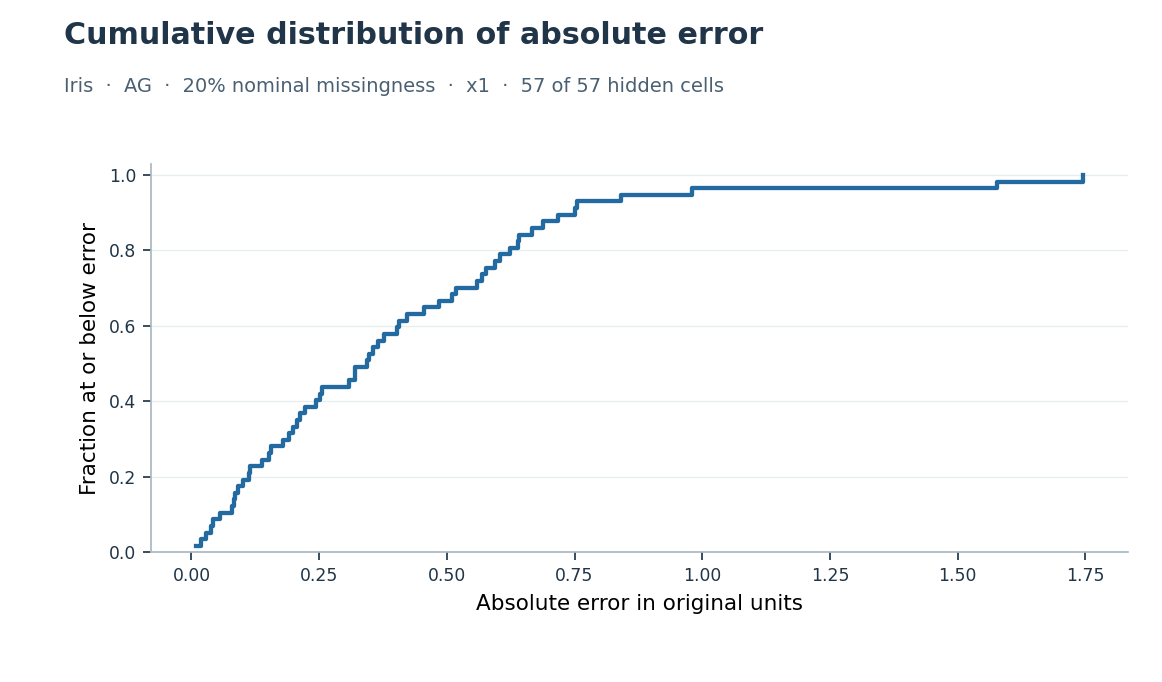 Cumulative distribution of absolute error
Iris · AG · 20% nominal missingness · x1 · 57 of 57 hidden cells
Fraction at or below error
1.0
0.8
0.6
0.4
0.2
0.0
0.00 0.25 0.50 0.75 1.00 1.25 1.50 1.75
Absolute error in original units